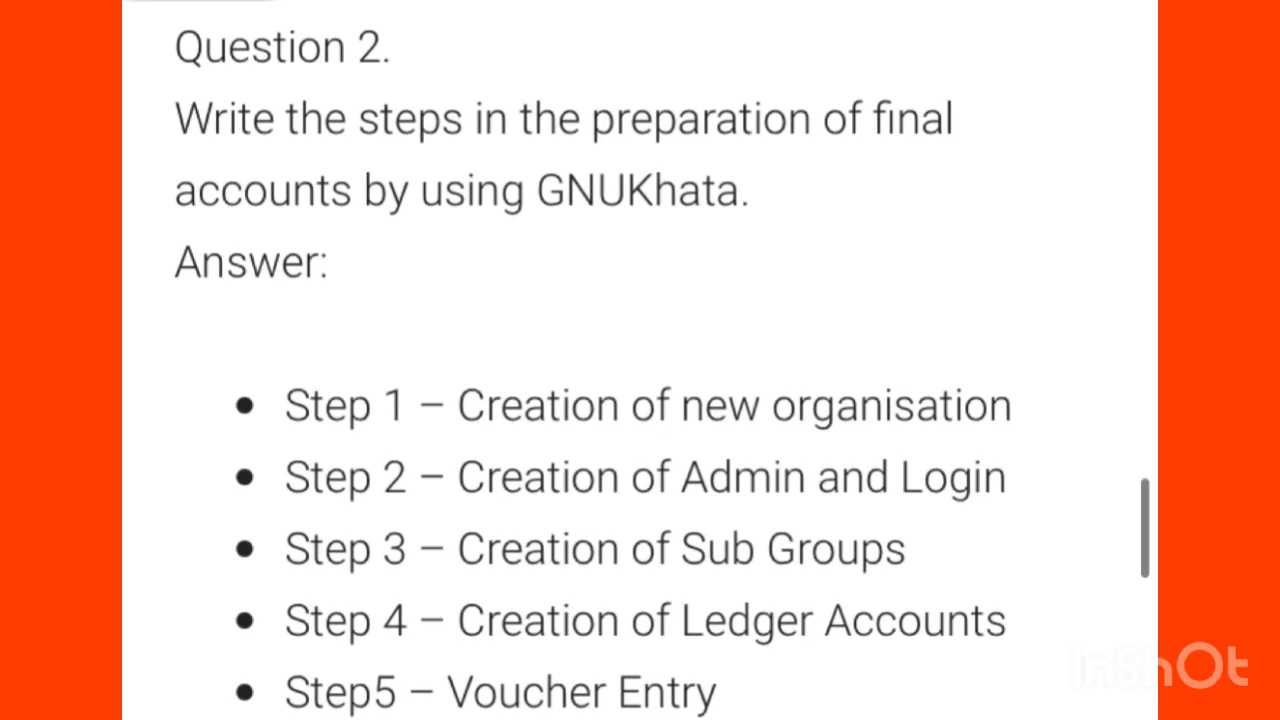 Question 2.
Write the steps in the preparation of final
accounts by using GNUKhata.
Answer:
• Step 1 – Creation of new organisation
• Step 2 – Creation of Admin and Login
• Step 3 – Creation of Sub Groups
• Step 4 – Creation of Ledger Accounts
• Step5 – Voucher Entry
InShOt